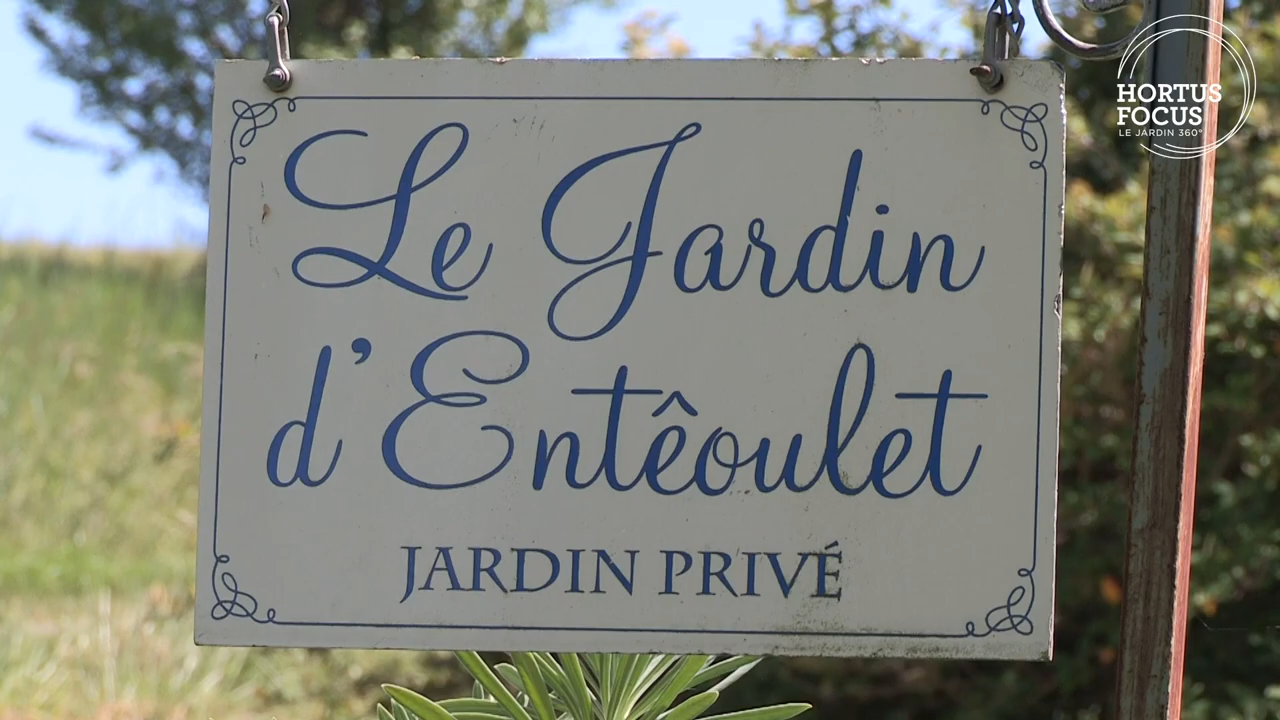 Le Jardin
d'Entêoulet
JARDIN PRIVÉ
HORTUS
FOCUS
LE JARDIN 360°